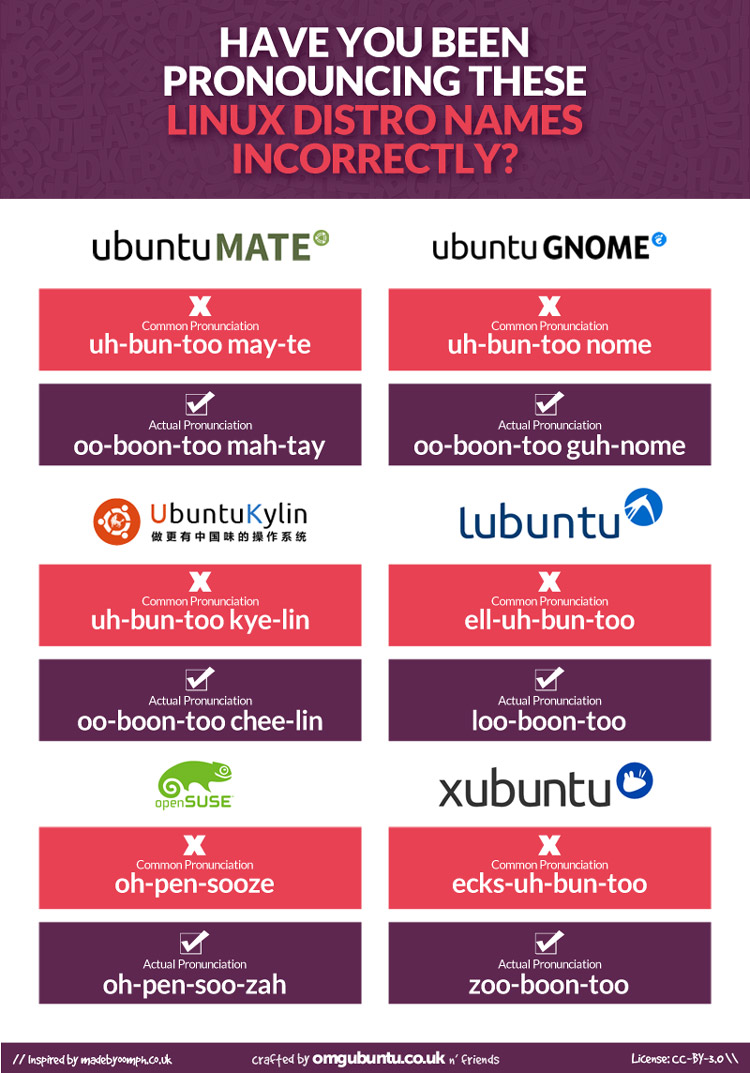 HAVE YOU BEEN
PRONOUNCING THESE
LINUX DISTRO NAMES
INCORRECTLY?
ubuntu MATE
X
Common Pronunciation
uh-bun-too may-te
Actual Pronunciation
oo-boon-too mah-tay
ubuntu GNOME
X
Common Pronunciation
uh-bun-too nome
Actual Pronunciation
oo-boon-too guh-nome
UbuntuKylin
做更有中国味的操作系统
X
Common Pronunciation
uh-bun-too kye-lin
Actual Pronunciation
oo-boon-too chee-lin
lubuntu
X
Common Pronunciation
ell-uh-bun-too
Actual Pronunciation
loo-boon-too
openSUSE
X
Common Pronunciation
oh-pen-sooze
Actual Pronunciation
oh-pen-soo-zah
xubuntu
X
Common Pronunciation
ecks-uh-bun-too
Actual Pronunciation
zoo-boon-too
// Inspired by madebyoomph.co.uk
crafted by omgubuntu.co.uk n' friends
License: CC-BY-3.0 \\